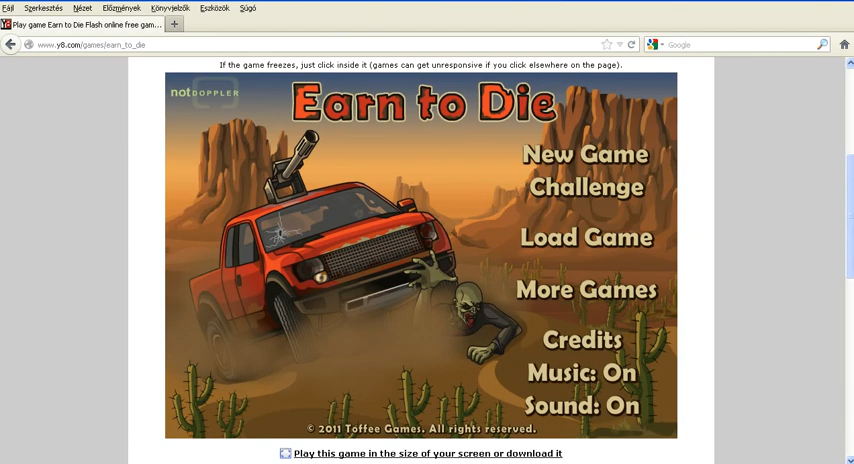 Fájl Szerkesztés Nézet Előzmények Könyvjelzők Eszközök Súgó
Y8 Play game Earn to Die Flash online free gam... +
www.y8.com/games/earn_to_die Google
If the game freezes, just click inside it (games can get unresponsive if you click elsewhere on the page).
notDOPPLER
Earn to Die
New Game
Challenge
Load Game
More Games
Credits
Music: On
Sound: On
© 2011 Toffee Games. All rights reserved.
Play this game in the size of your screen or download it